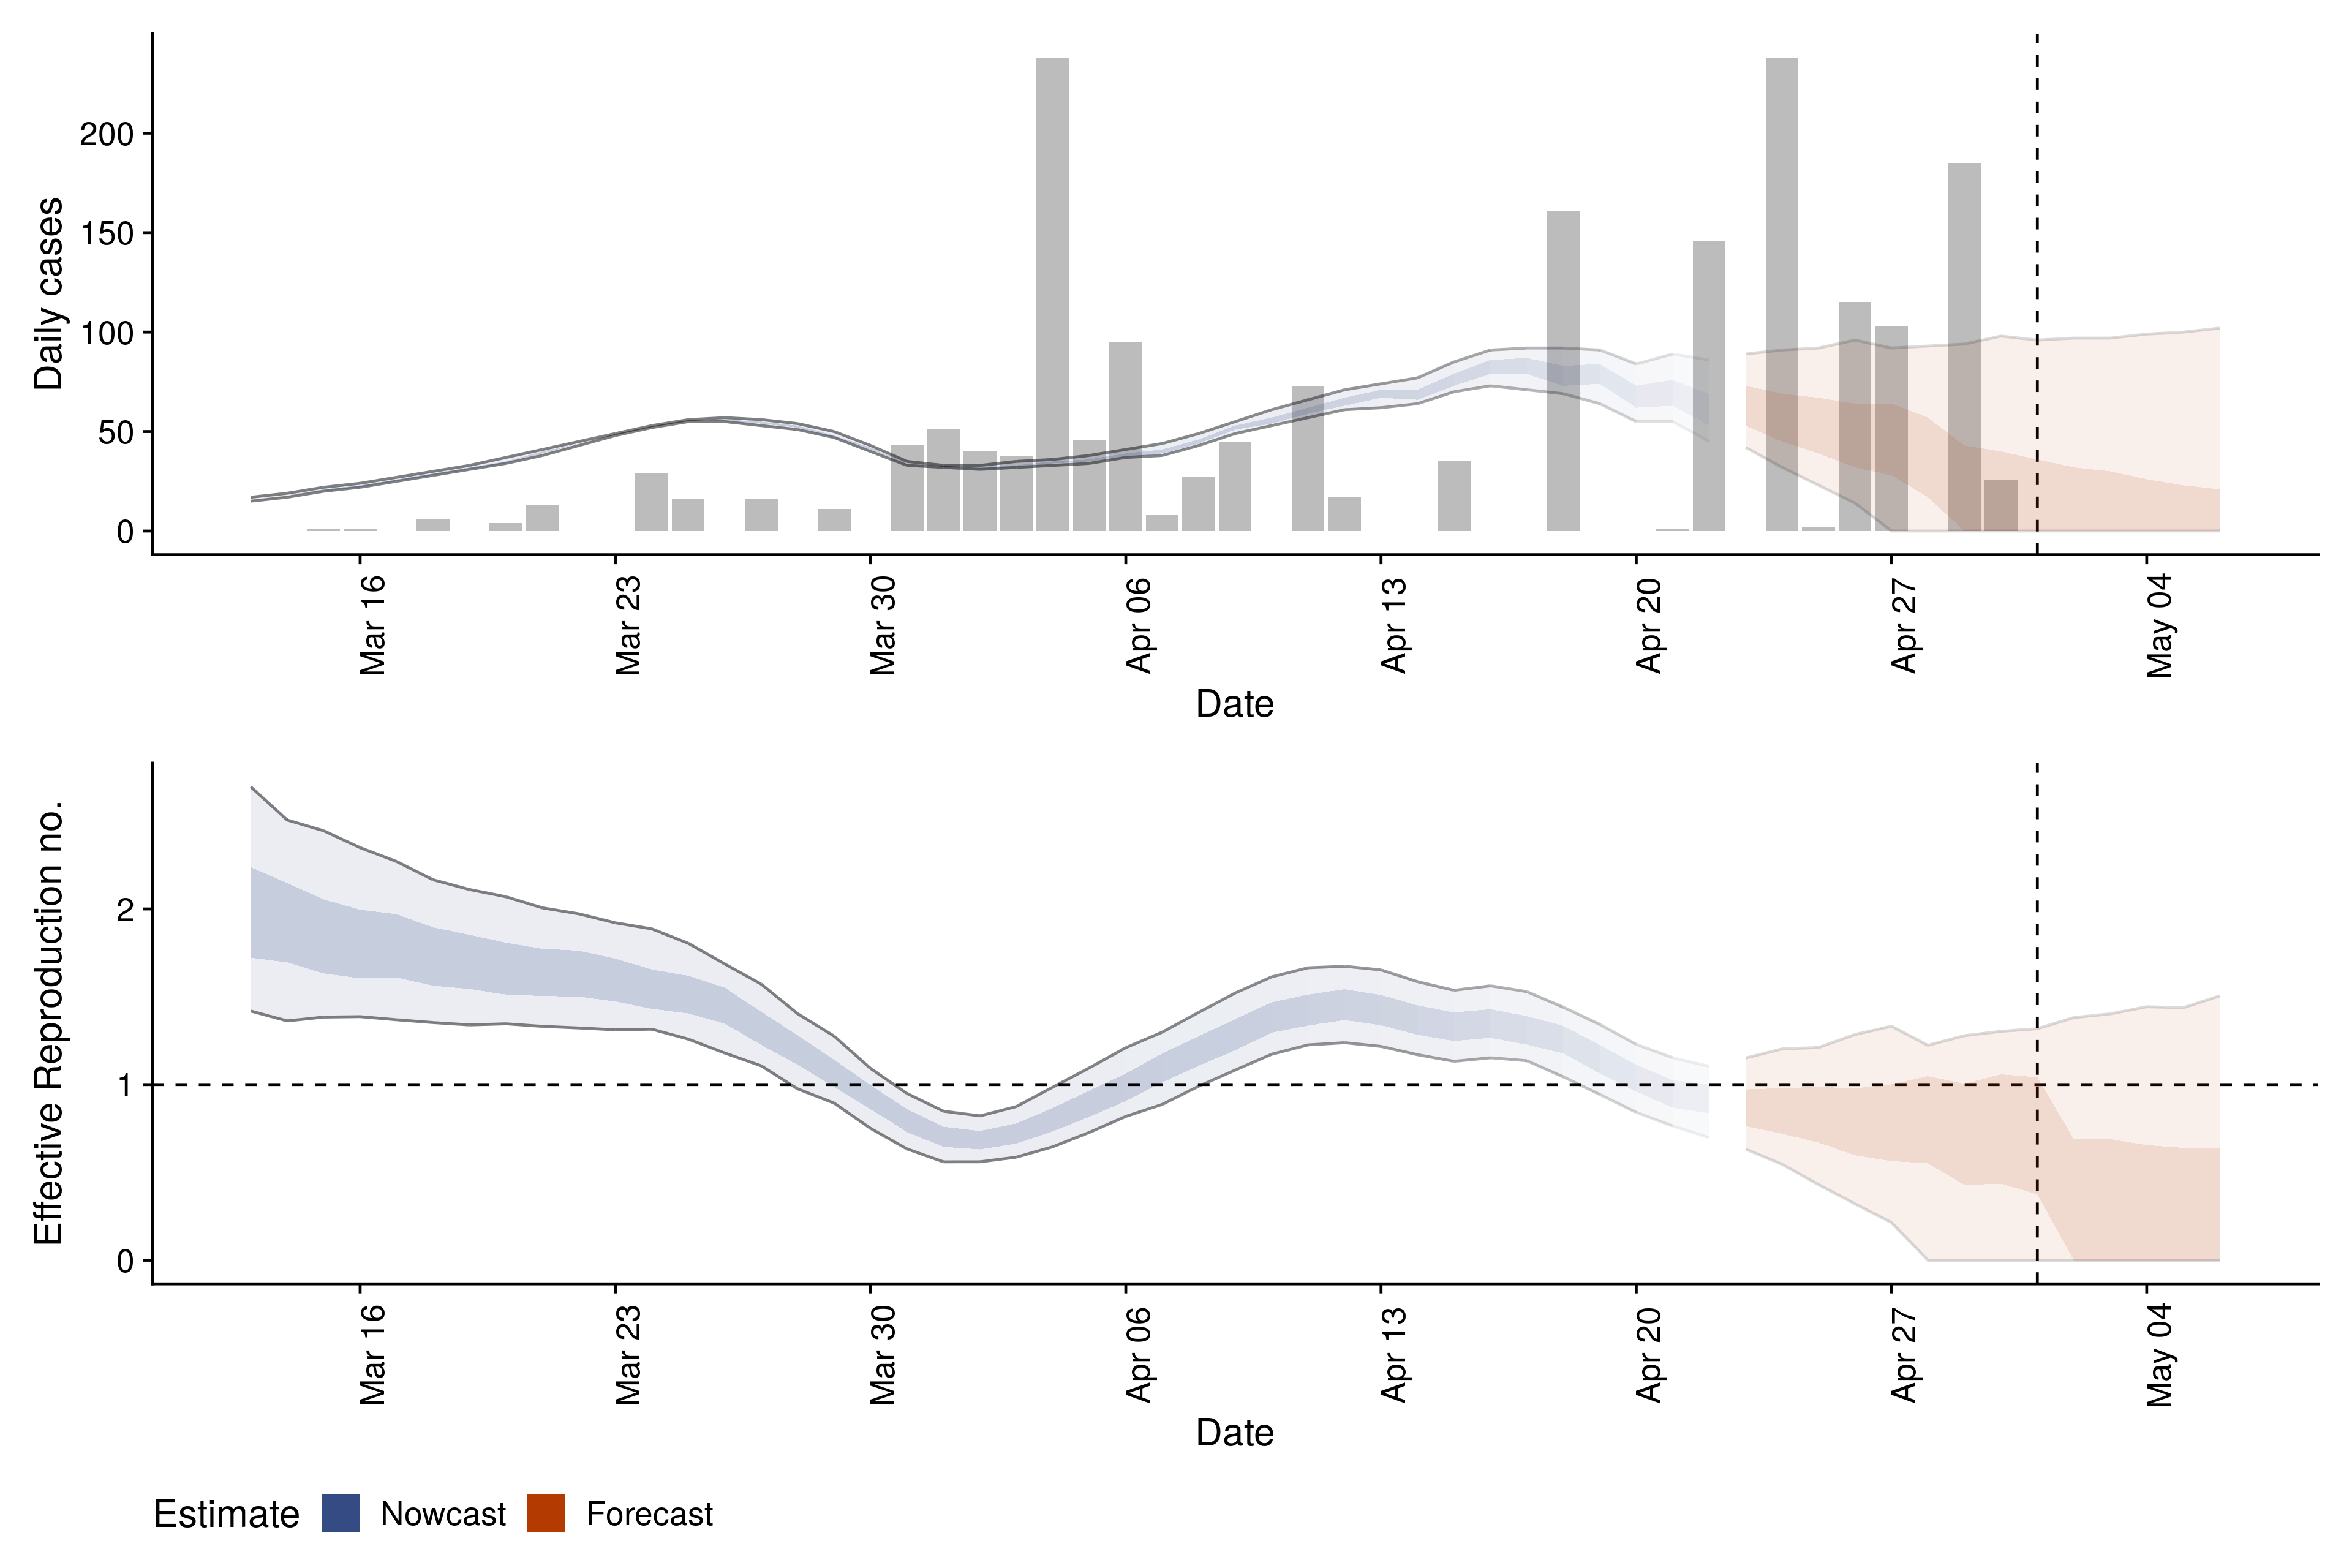 Daily cases
200
150
100
50
0
Mar 16 Mar 23 Mar 30 Apr 06 Apr 13 Apr 20 Apr 27 May 04
Date
Effective Reproduction no.
2
1
0
Mar 16 Mar 23 Mar 30 Apr 06 Apr 13 Apr 20 Apr 27 May 04
Date
Estimate Nowcast Forecast